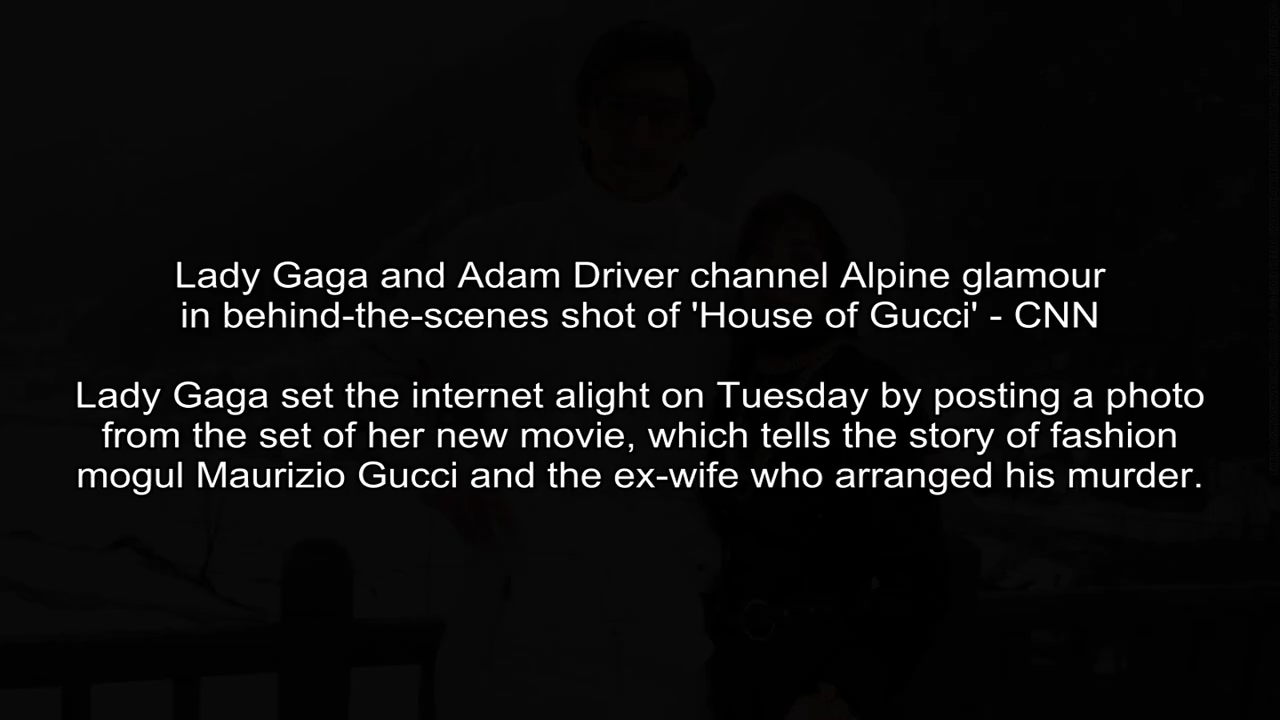 Lady Gaga and Adam Driver channel Alpine glamour
in behind-the-scenes shot of 'House of Gucci' - CNN
Lady Gaga set the internet alight on Tuesday by posting a photo
from the set of her new movie, which tells the story of fashion
mogul Maurizio Gucci and the ex-wife who arranged his murder.